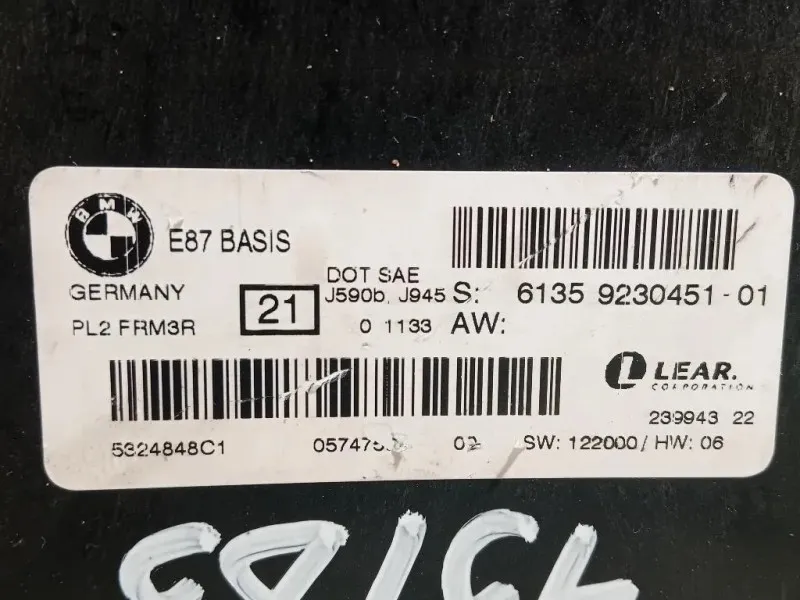 BMW
E87 BASIS
GERMANY
PL2 FRM3R
21
DOT SAE
J590b, J945
0 1133
S: 6135 9230451-01
AW:
LEAR.
CORPORATION
239943 22
5324848C1
SW: 122000/ HW: 06